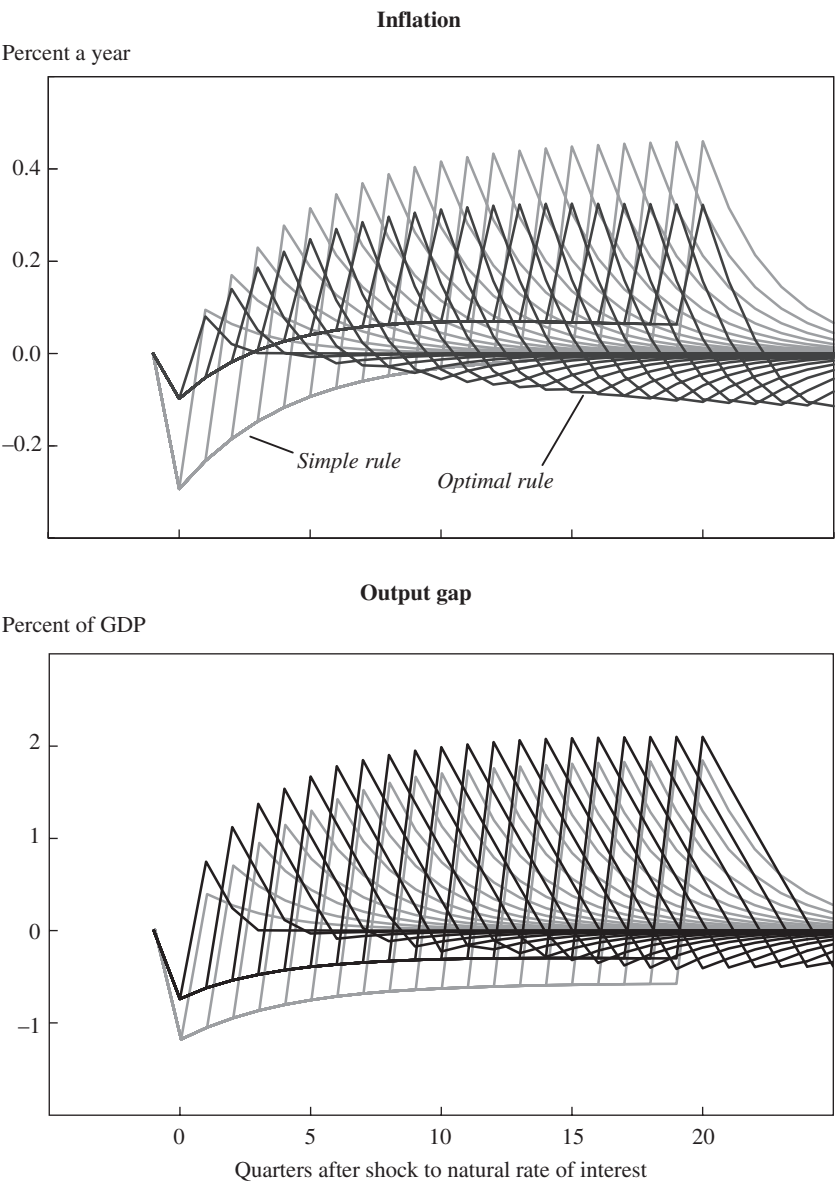 Inflation
Percent a year
0.4
0.2
0.0
–0.2
Simple rule
Optimal rule
Output gap
Percent of GDP
2
1
0
–1
0 5 10 15 20
Quarters after shock to natural rate of interest